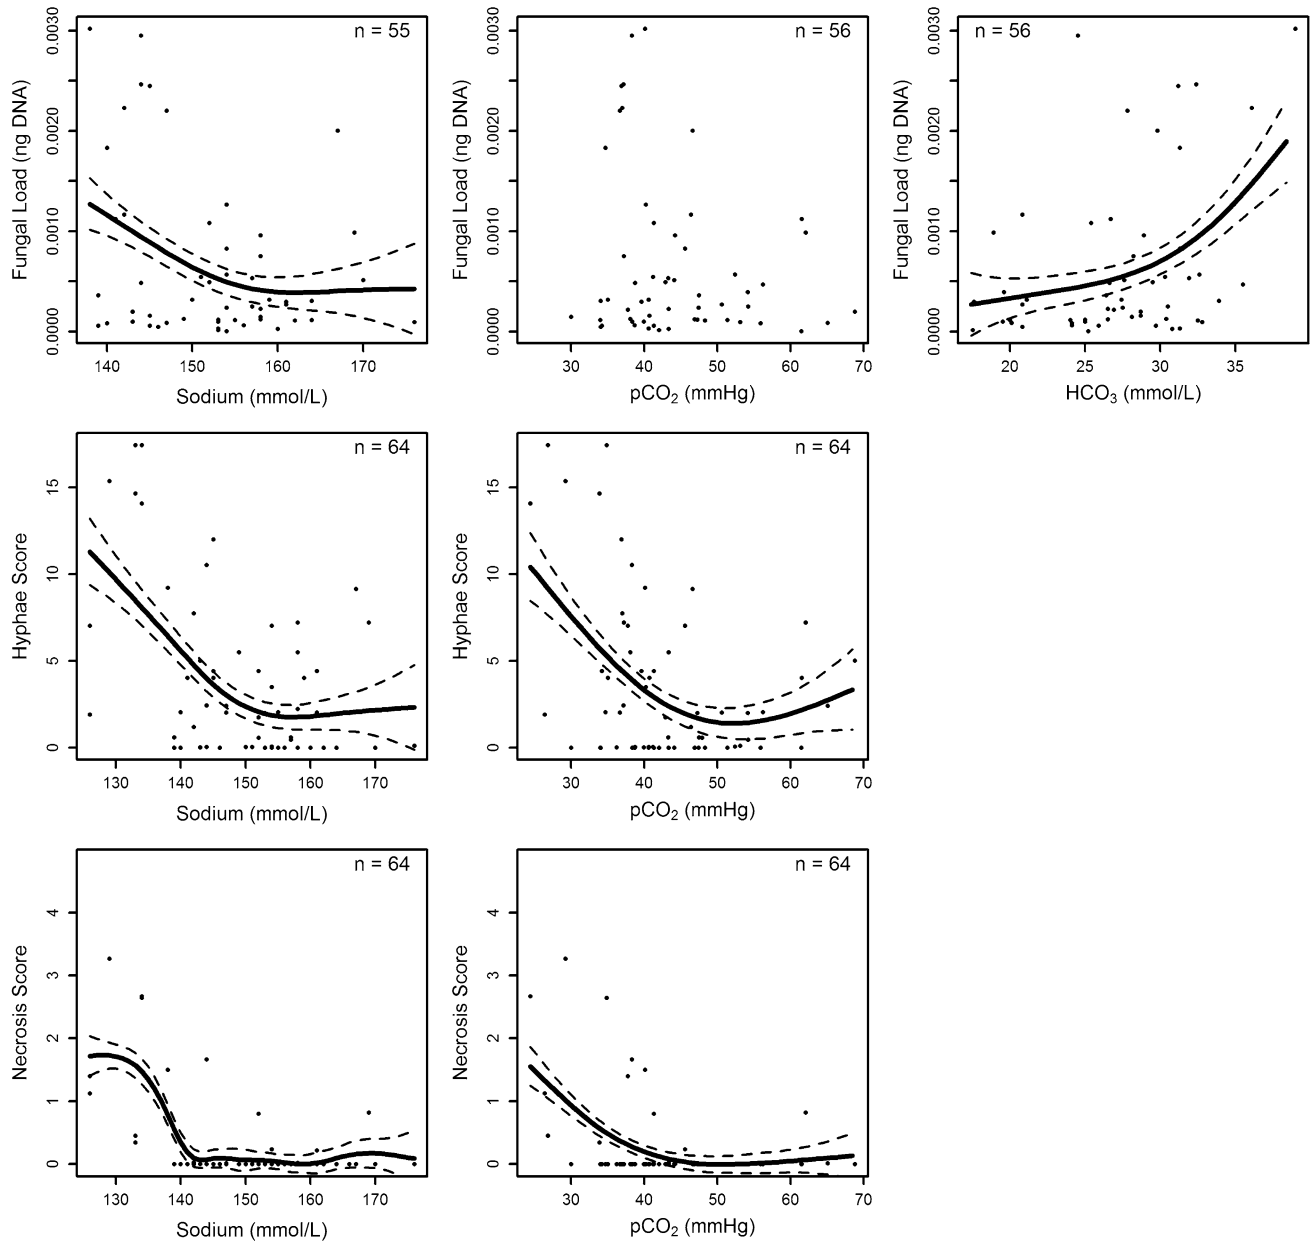 n = 55
Fungal Load (ng DNA)
0.0000 0.0010 0.0020 0.0030
140 150 160 170
Sodium (mmol/L)
n = 56
Fungal Load (ng DNA)
0.0000 0.0010 0.0020 0.0030
30 40 50 60 70
pCO₂ (mmHg)
n = 56
Fungal Load (ng DNA)
0.0000 0.0010 0.0020 0.0030
20 25 30 35
HCO₃ (mmol/L)
n = 64
Hyphae Score
0 5 10 15
130 140 150 160 170
Sodium (mmol/L)
n = 64
Hyphae Score
0 5 10 15
30 40 50 60 70
pCO₂ (mmHg)
n = 64
Necrosis Score
0 1 2 3 4
130 140 150 160 170
Sodium (mmol/L)
n = 64
Necrosis Score
0 1 2 3 4
30 40 50 60 70
pCO₂ (mmHg)